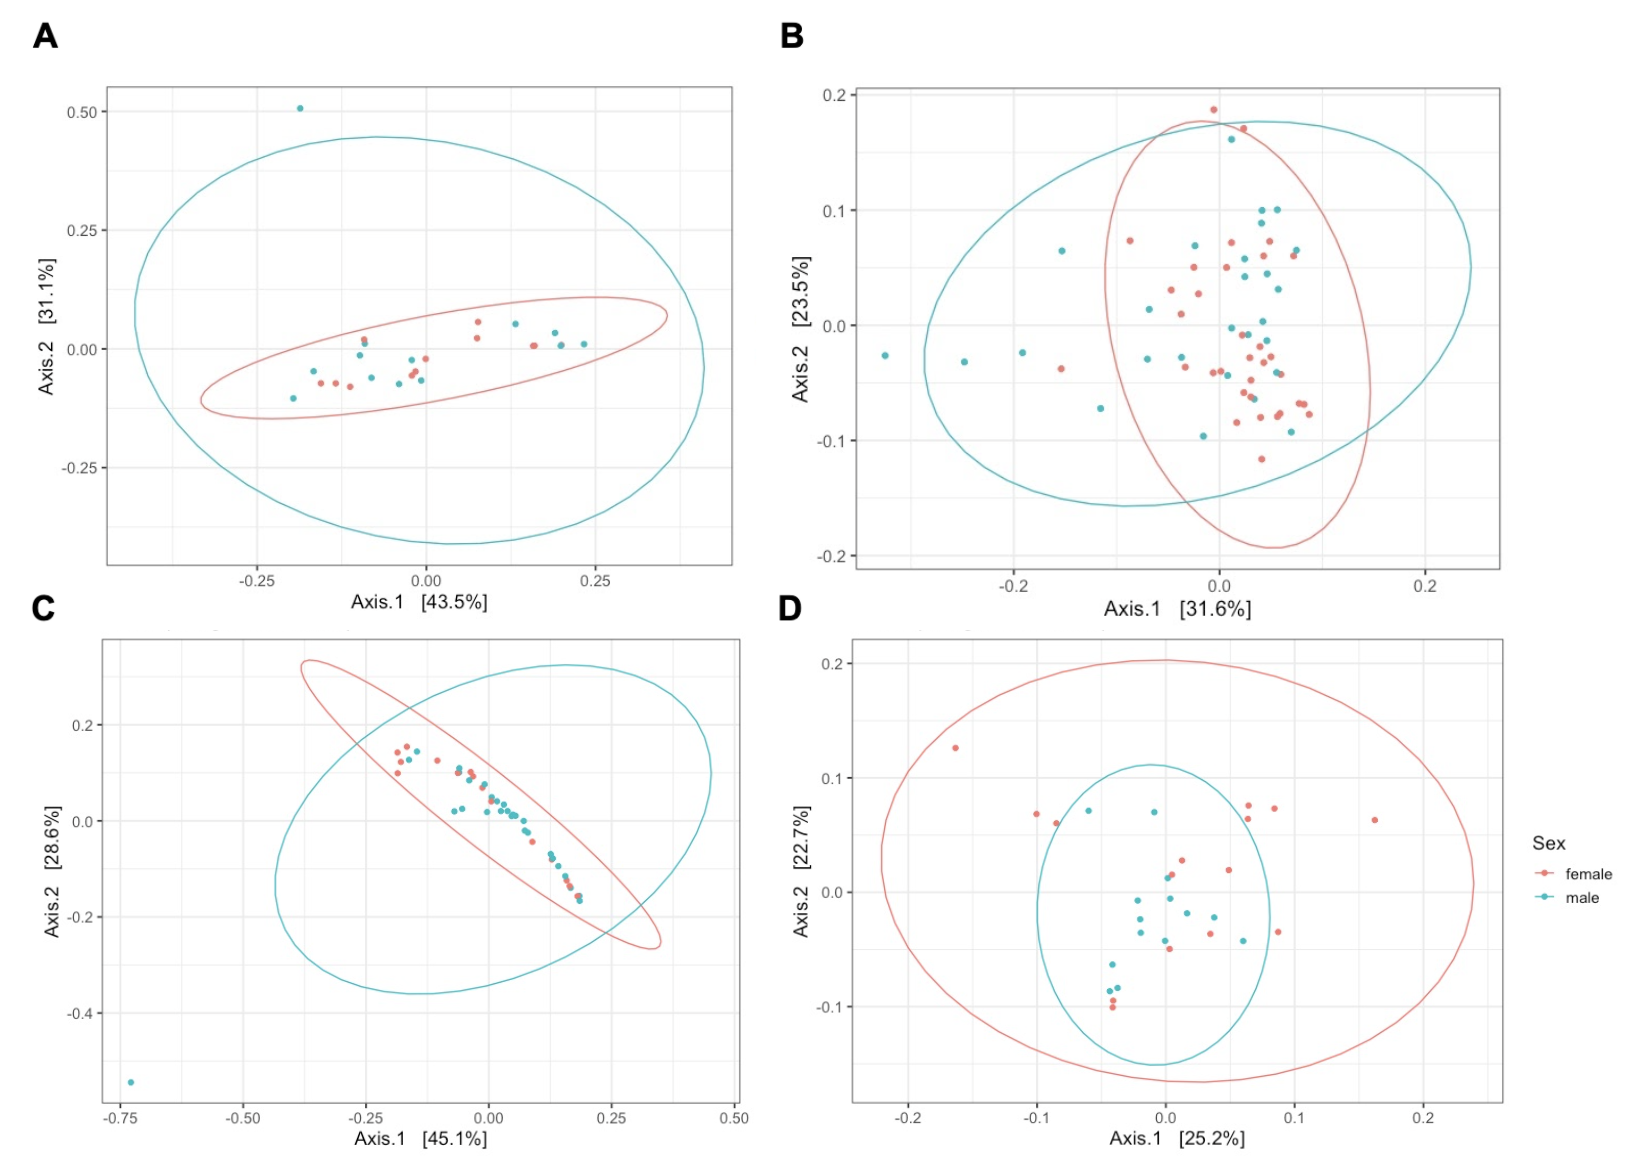 A
0.50
0.25
0.00
-0.25
Axis.2 [31.1%]
-0.25 0.00 0.25
Axis.1 [43.5%]
B
0.2
0.1
0.0
-0.1
-0.2
Axis.2 [23.5%]
-0.2 0.0 0.2
Axis.1 [31.6%]
C
0.2
0.0
-0.2
-0.4
Axis.2 [28.6%]
-0.75 -0.50 -0.25 0.00 0.25 0.50
Axis.1 [45.1%]
D
0.2
0.1
0.0
-0.1
Axis.2 [22.7%]
-0.2 -0.1 0.0 0.1 0.2
Axis.1 [25.2%]
Sex
female
male